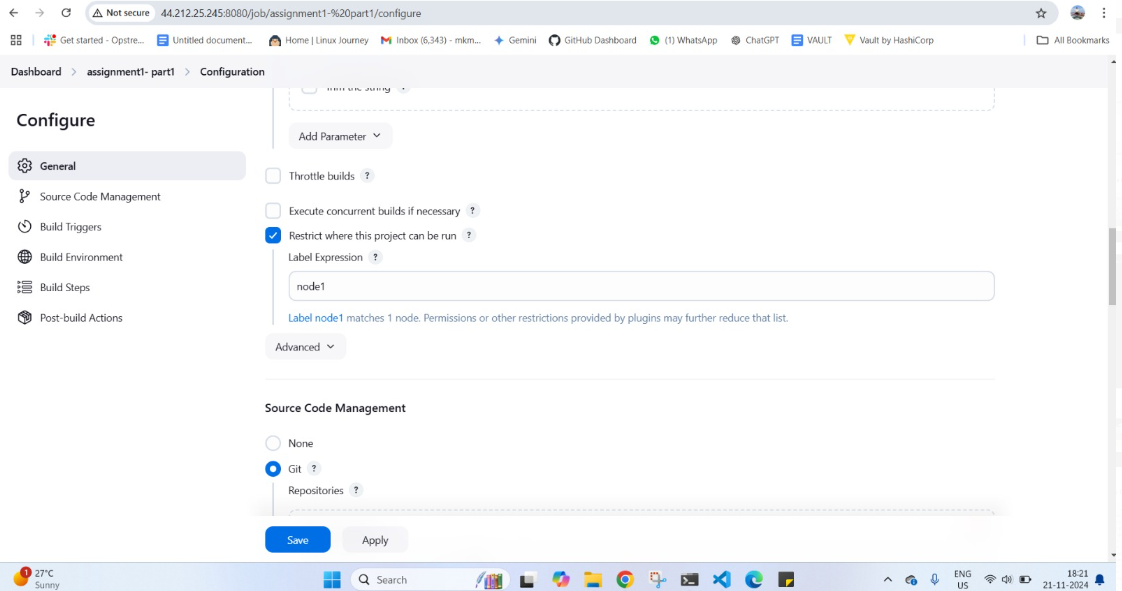 Not secure 44.212.25.245:8080/job/assignment1-%20part1/configure
Get started - Opstre... Untitled document... Home | Linux Journey Inbox (6,343) - mkm... Gemini GitHub Dashboard (1) WhatsApp ChatGPT VAULT Vault by HashiCorp All Bookmarks
Dashboard > assignment1- part1 > Configuration
Trim the string ?
Configure
Add Parameter
General
Throttle builds ?
Source Code Management
Execute concurrent builds if necessary ?
Build Triggers
Restrict where this project can be run ?
Build Environment
Label Expression ?
Build Steps
node1
Post-build Actions
Label node1 matches 1 node. Permissions or other restrictions provided by plugins may further reduce that list.
Advanced
Source Code Management
None
Git ?
Repositories ?
Save Apply
1 27°C
Sunny
Search
ENG
US
18:21
21-11-2024